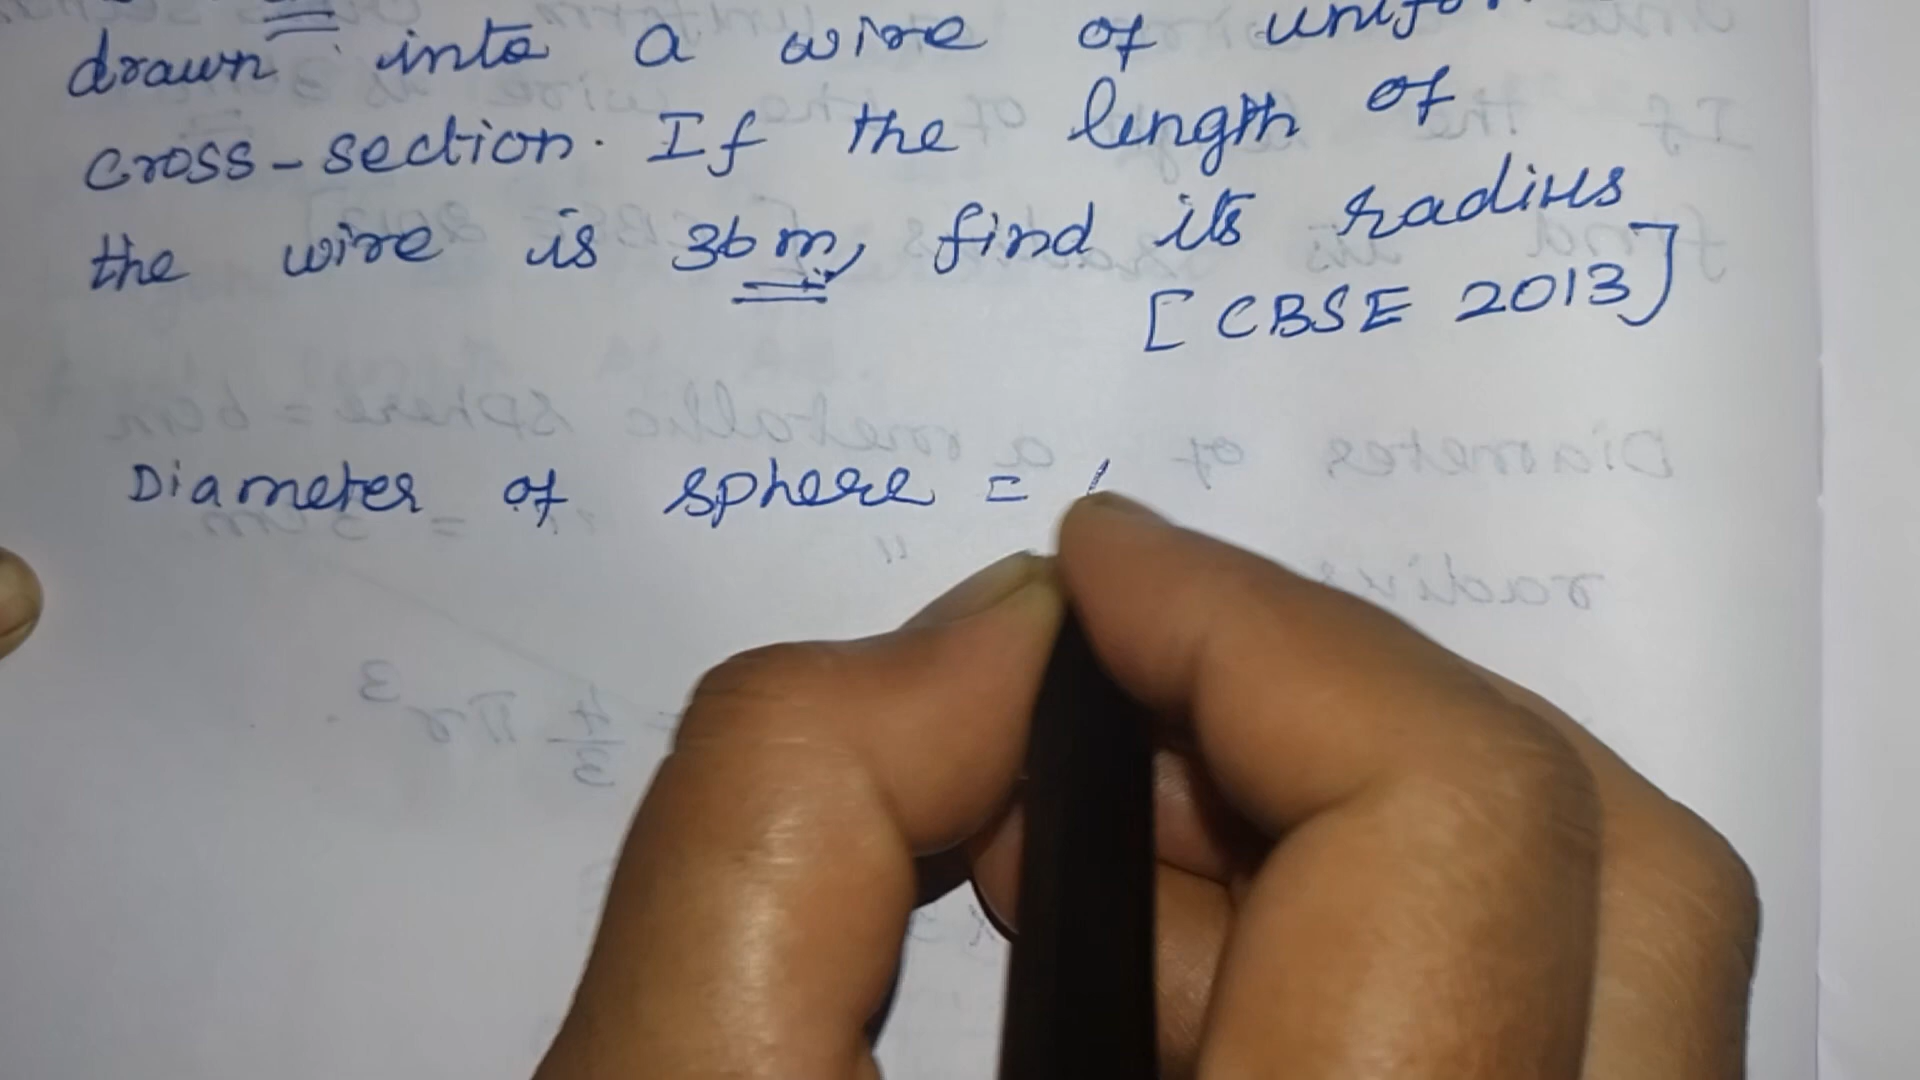 drawn into a wire of
cross-section. If the length of
the wire is 36 m, find its radius
[CBSE 2013]
Diameter of sphere =